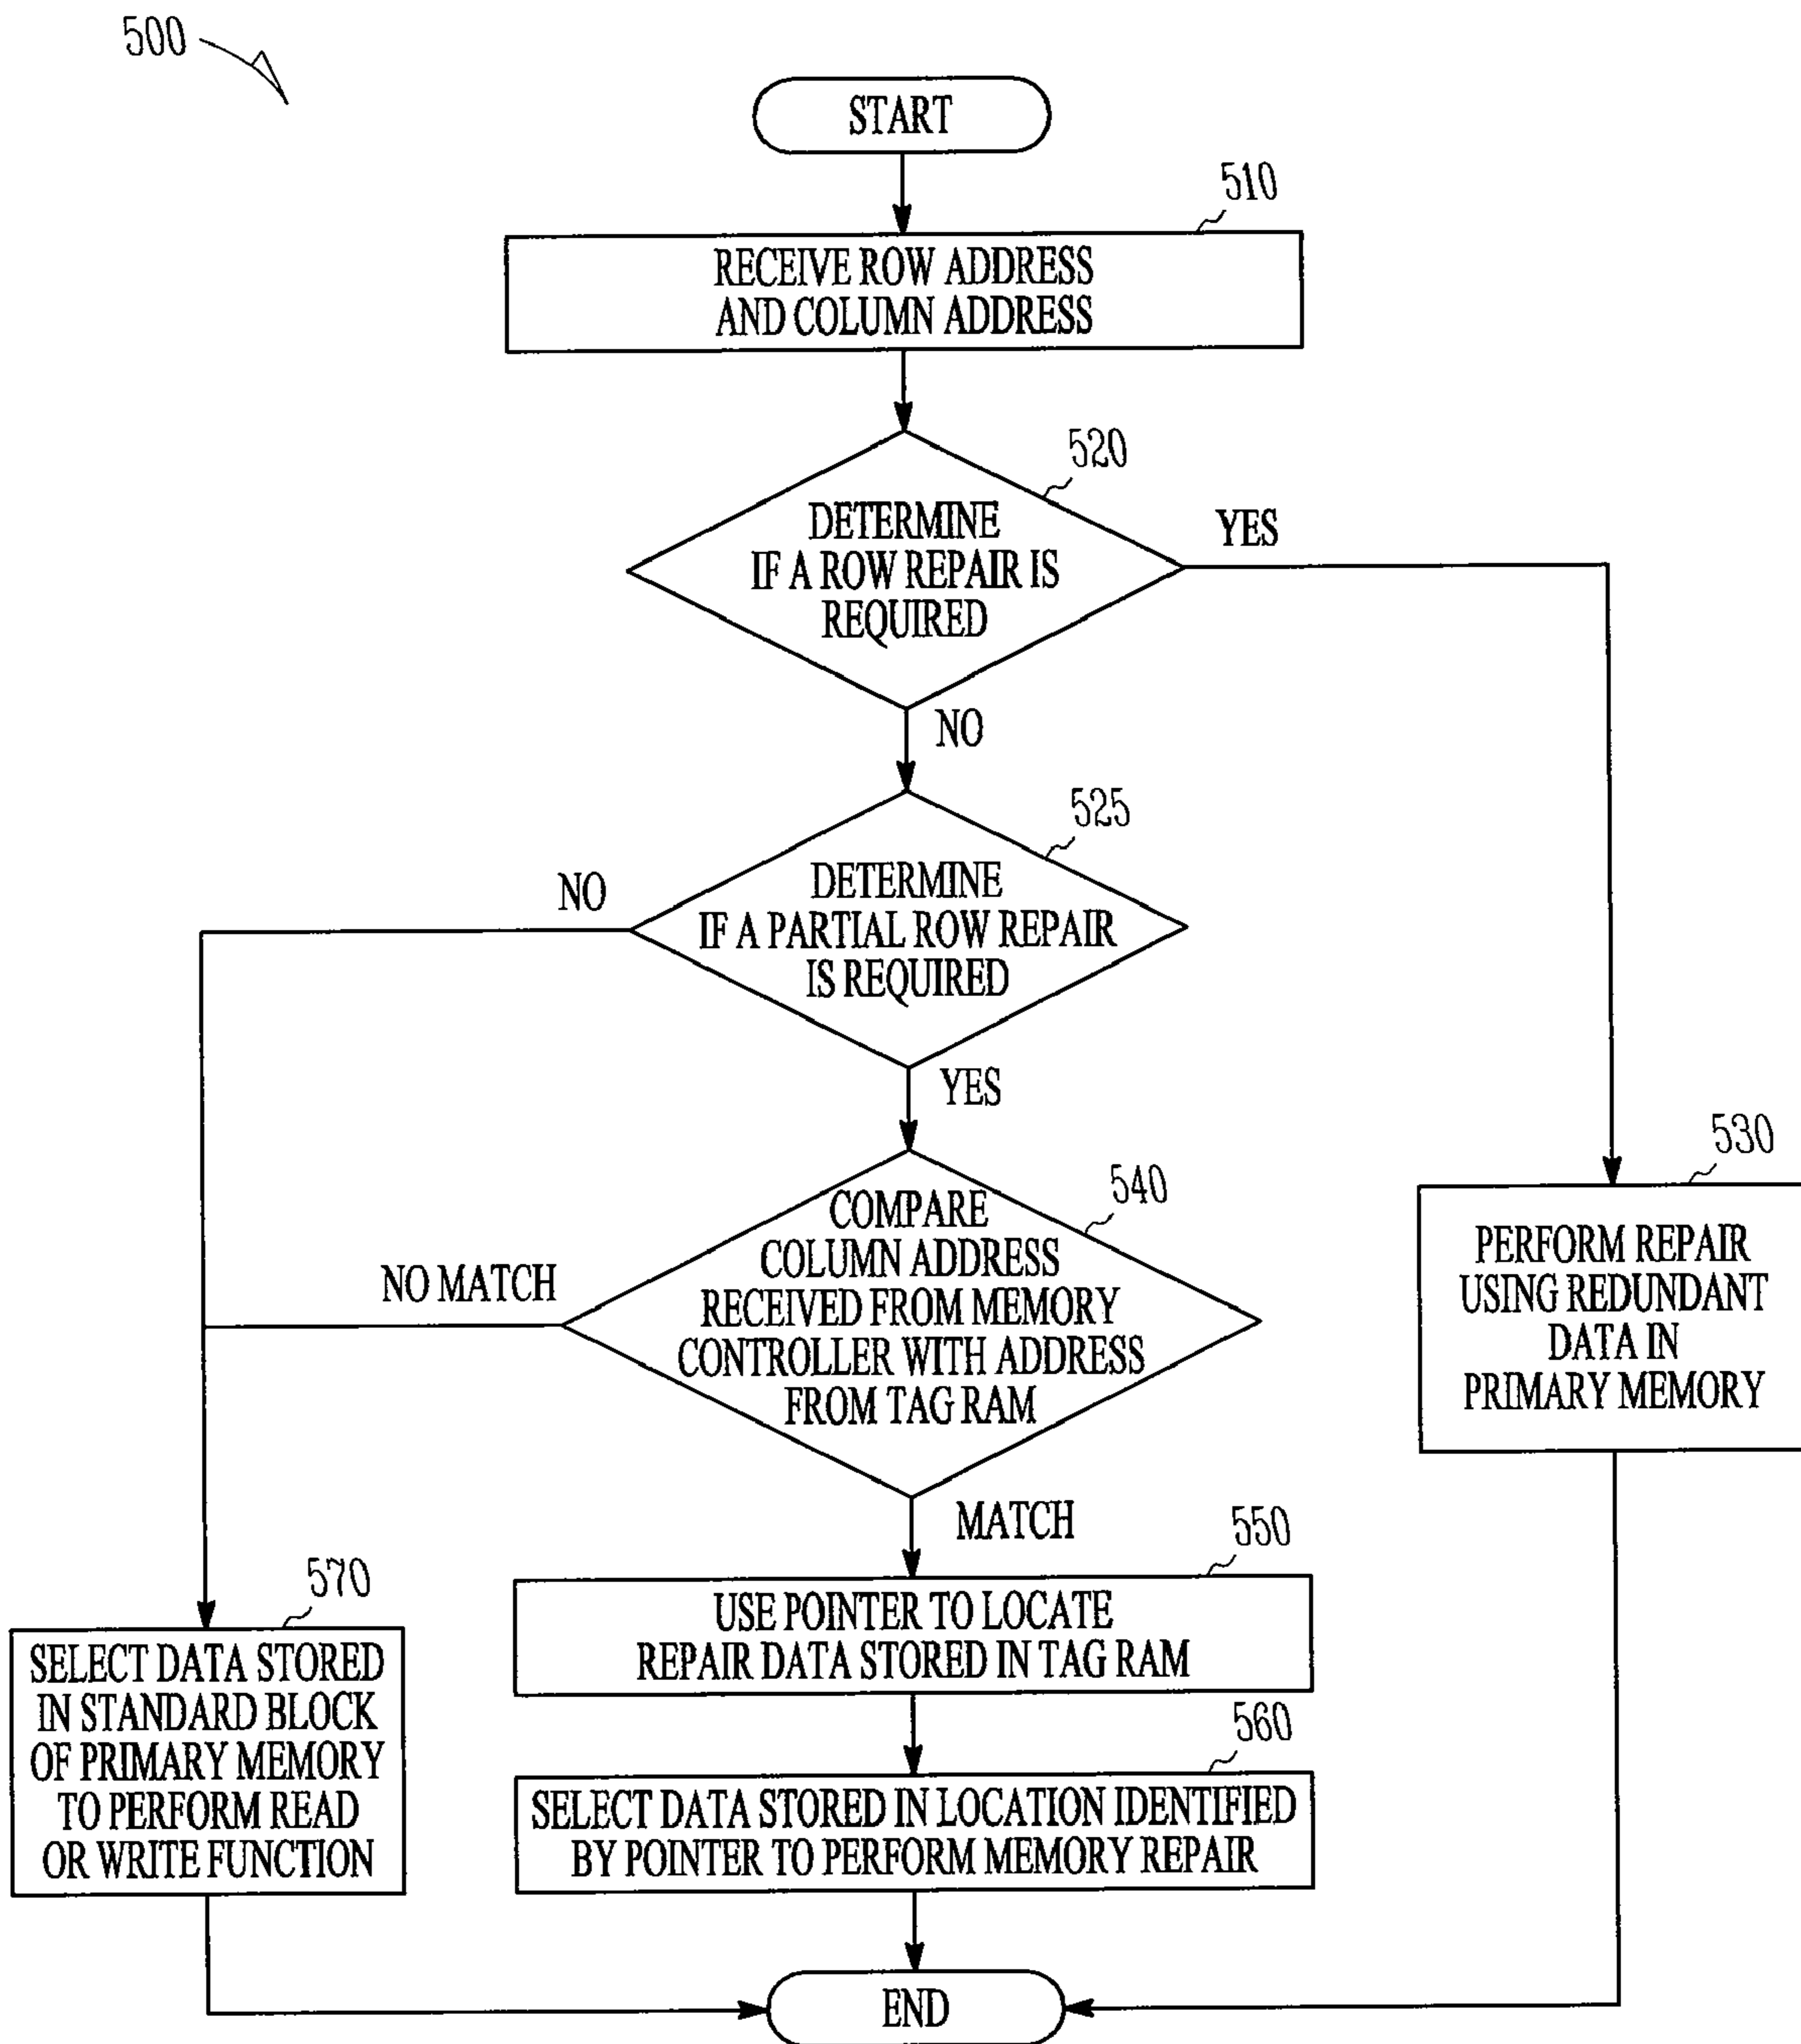 500
START
510
RECEIVE ROW ADDRESS
AND COLUMN ADDRESS
520
DETERMINE
IF A ROW REPAIR IS
REQUIRED
YES
NO
525
DETERMINE
IF A PARTIAL ROW REPAIR
IS REQUIRED
NO
YES
540
COMPARE
COLUMN ADDRESS
RECEIVED FROM MEMORY
CONTROLLER WITH ADDRESS
FROM TAG RAM
NO MATCH
MATCH
530
PERFORM REPAIR
USING REDUNDANT
DATA IN
PRIMARY MEMORY
550
USE POINTER TO LOCATE
REPAIR DATA STORED IN TAG RAM
560
SELECT DATA STORED IN LOCATION IDENTIFIED
BY POINTER TO PERFORM MEMORY REPAIR
570
SELECT DATA STORED
IN STANDARD BLOCK
OF PRIMARY MEMORY
TO PERFORM READ
OR WRITE FUNCTION
END